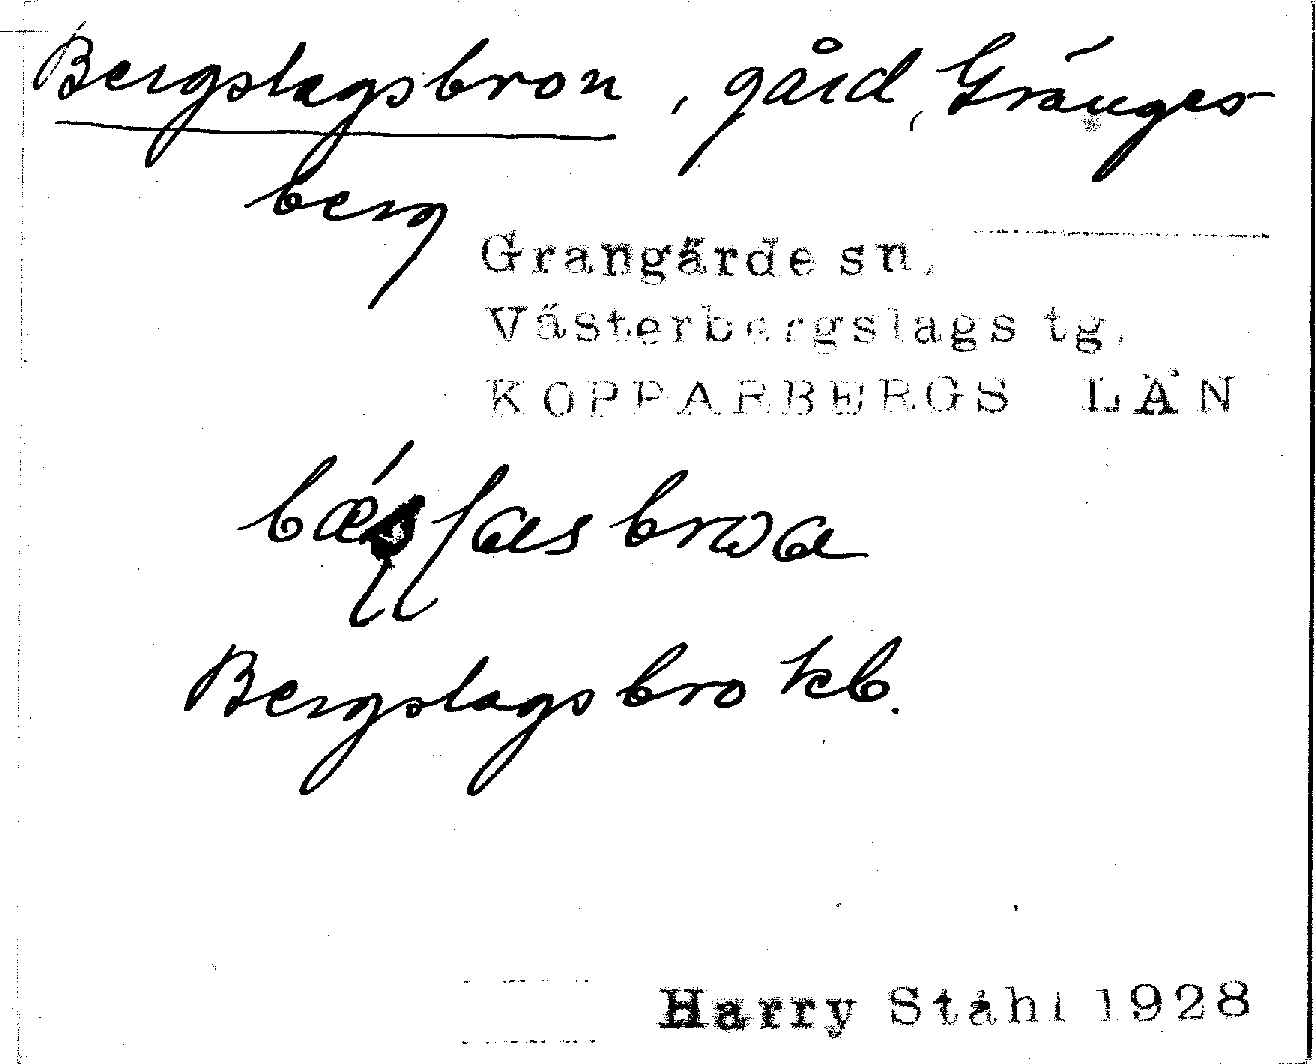 Bergslagsbron, gård, Gränges
berg
Grangärde sn,
Västerbergslags tg,
KOPPARBERGS LÄN
Bergslagsbro kb.
Harry Ståhl 1928